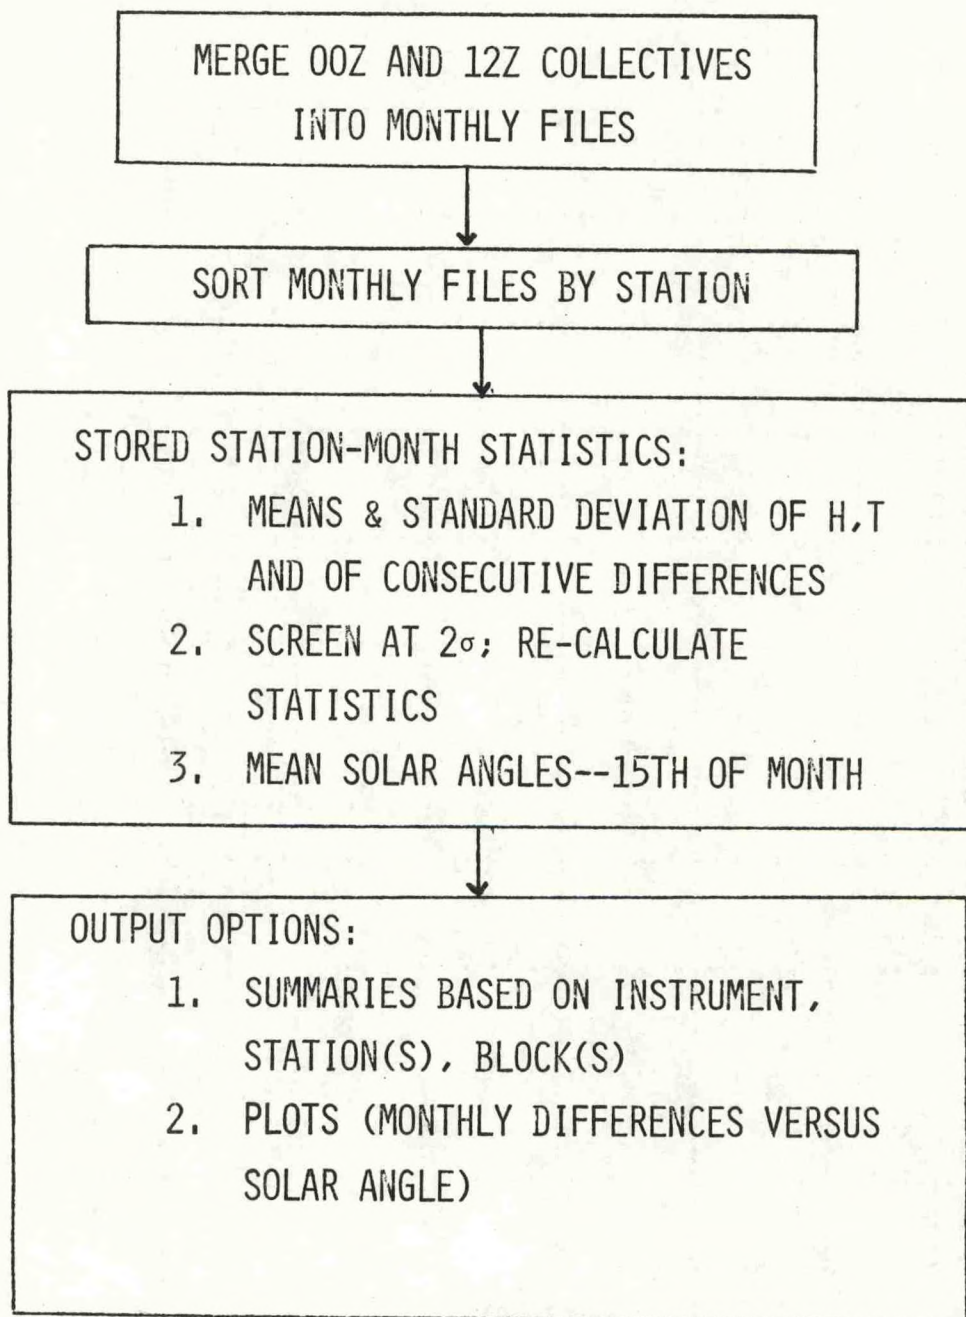 MERGE 00Z AND 12Z COLLECTIVES
INTO MONTHLY FILES
SORT MONTHLY FILES BY STATION
STORED STATION-MONTH STATISTICS:
1. MEANS & STANDARD DEVIATION OF H,T
AND OF CONSECUTIVE DIFFERENCES
2. SCREEN AT 2σ; RE-CALCULATE
STATISTICS
3. MEAN SOLAR ANGLES--15TH OF MONTH
OUTPUT OPTIONS:
1. SUMMARIES BASED ON INSTRUMENT,
STATION(S), BLOCK(S)
2. PLOTS (MONTHLY DIFFERENCES VERSUS
SOLAR ANGLE)